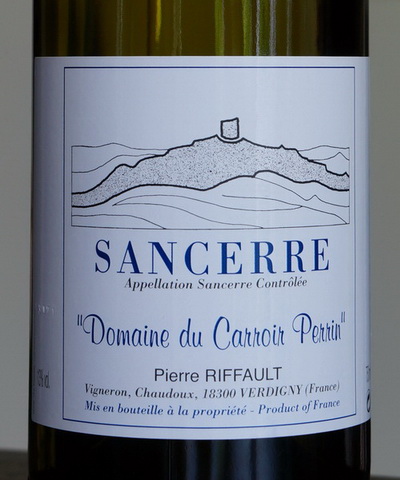 SANCERRE
Appellation Sancerre Contrôlée
"Domaine du Carroir Perrin"
Pierre RIFFAULT
Vigneron, Chaudoux, 18300 VERDIGNY (France)
Mis en bouteille à la propriété - Product of France